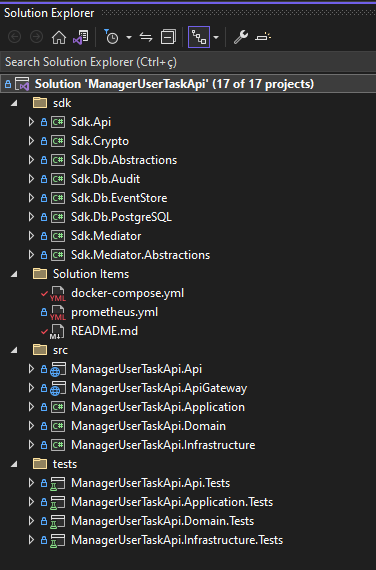 Solution Explorer
Search Solution Explorer (Ctrl+ç)
Solution 'ManagerUserTaskApi' (17 of 17 projects)
sdk
C# Sdk.Api
C# Sdk.Crypto
C# Sdk.Db.Abstractions
C# Sdk.Db.Audit
C# Sdk.Db.EventStore
C# Sdk.Db.PostgreSQL
C# Sdk.Mediator
C# Sdk.Mediator.Abstractions
Solution Items
YML docker-compose.yml
YML prometheus.yml
M↓ README.md
src
ManagerUserTaskApi.Api
ManagerUserTaskApi.ApiGateway
C# ManagerUserTaskApi.Application
C# ManagerUserTaskApi.Domain
C# ManagerUserTaskApi.Infrastructure
tests
ManagerUserTaskApi.Api.Tests
ManagerUserTaskApi.Application.Tests
ManagerUserTaskApi.Domain.Tests
ManagerUserTaskApi.Infrastructure.Tests